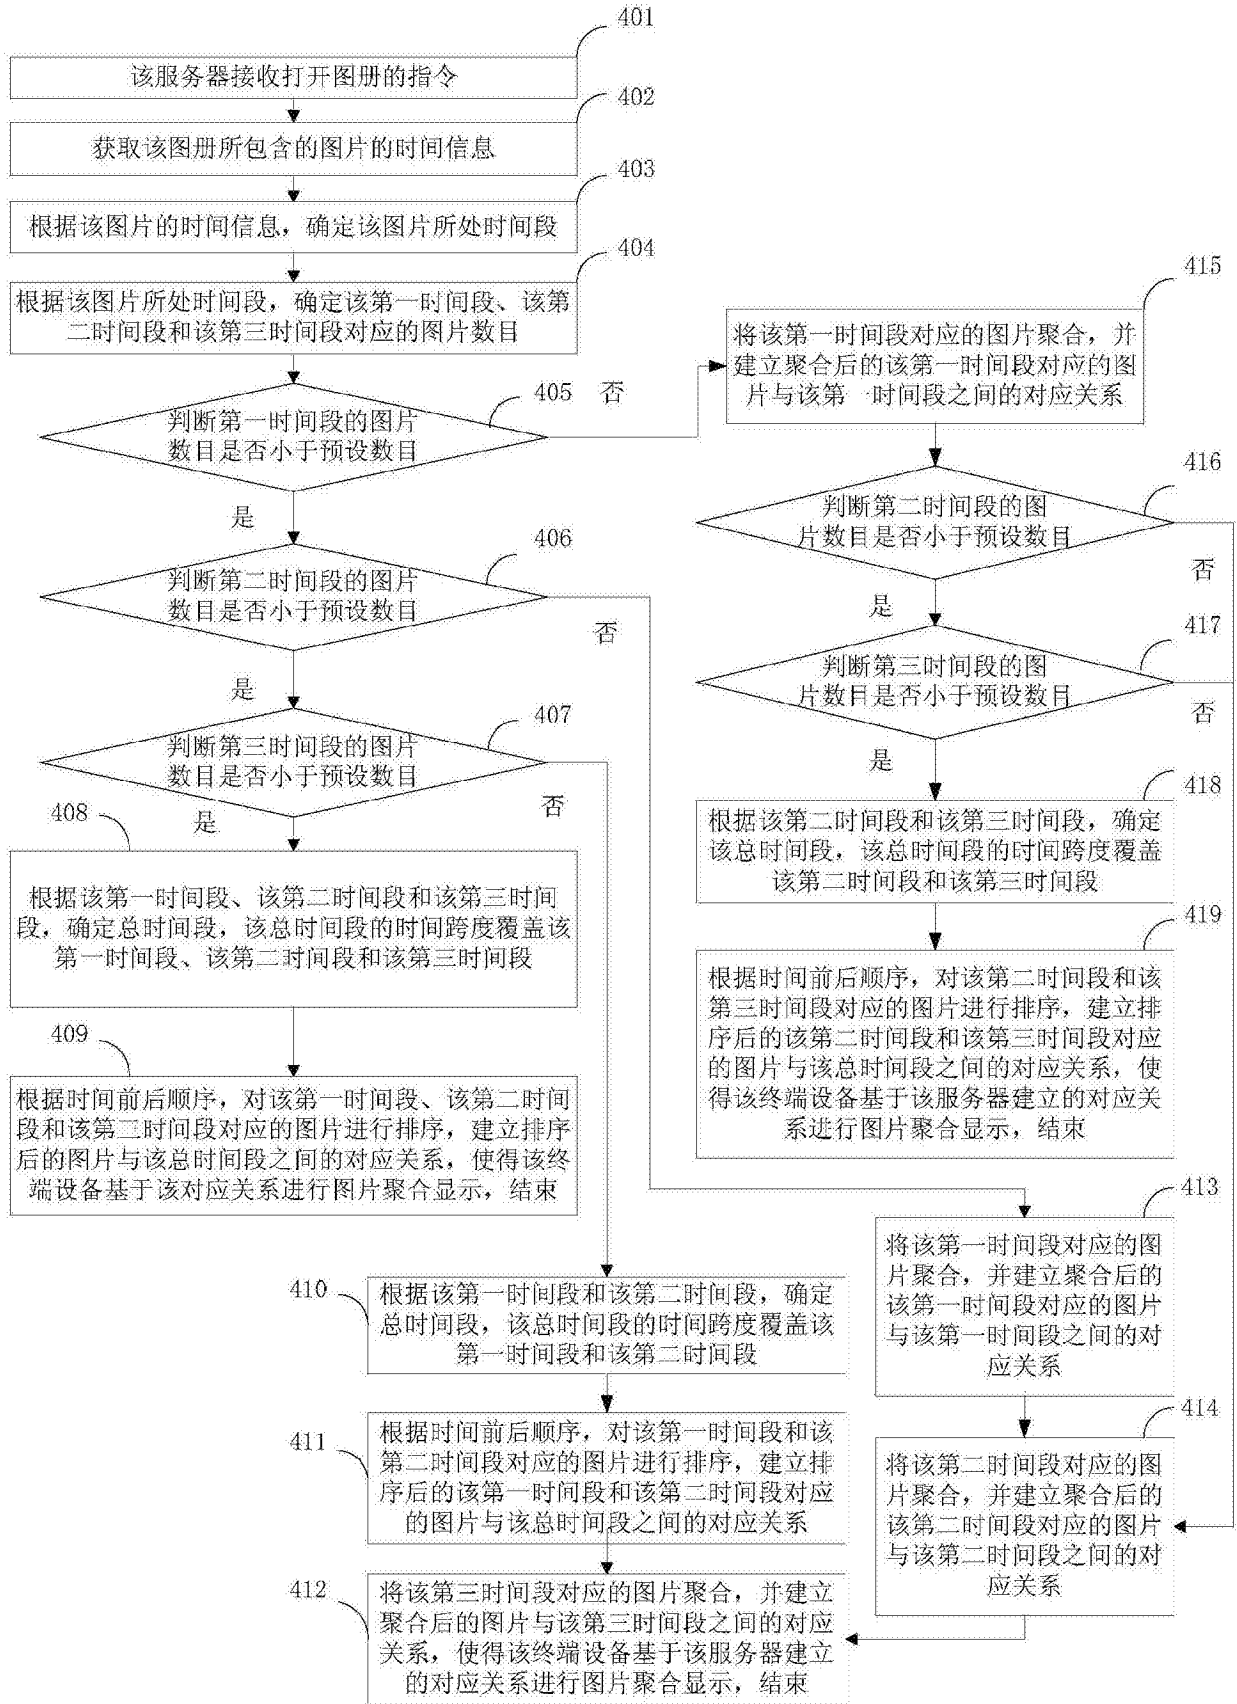 401
该服务器接收打开图册的指令
402
获取该图册所包含的图片的时间信息
403
根据该图片的时间信息，确定该图片所处时间段
404
根据该图片所处时间段，确定该第一时间段、该第
二时间段和该第三时间段对应的图片数目
405
否
判断第一时间段的图片
数目是否小于预设数目
是
406
判断第二时间段的图片
数目是否小于预设数目
否
是
407
判断第三时间段的图片
数目是否小于预设数目
否
是
408
根据该第一时间段、该第二时间段和该第三时间
段，确定总时间段，该总时间段的时间跨度覆盖该
第一时间段、该第二时间段和该第三时间段
409
根据时间前后顺序，对该第一时间段、该第二时间
段和该第三时间段对应的图片进行排序，建立排序
后的图片与该总时间段之间的对应关系，使得该终
端设备基于该对应关系进行图片聚合显示，结束
410
根据该第一时间段和该第二时间段，确定
总时间段，该总时间段的时间跨度覆盖该
第一时间段和该第二时间段
411
根据时间前后顺序，对该第一时间段和该
第二时间段对应的图片进行排序，建立排
序后的该第一时间段和该第二时间段对应
的图片与该总时间段之间的对应关系
412
将该第三时间段对应的图片聚合，并建立
聚合后的图片与该第三时间段之间的对应
关系，使得该终端设备基于该服务器建立
的对应关系进行图片聚合显示，结束
415
将该第一时间段对应的图片聚合，并
建立聚合后的该第一时间段对应的图
片与该第一时间段之间的对应关系
416
判断第二时间段的图
片数目是否小于预设数目
否
是
417
判断第三时间段的图
片数目是否小于预设数目
否
是
418
根据该第二时间段和该第三时间段，确定
该总时间段，该总时间段的时间跨度覆盖
该第二时间段和该第三时间段
419
根据时间前后顺序，对该第二时间段和该
第三时间段对应的图片进行排序，建立排
序后的该第二时间段和该第三时间段对应
的图片与该总时间段之间的对应关系，使
得该终端设备基于该服务器建立的对应关
系进行图片聚合显示，结束
413
将该第一时间段对应的图
片聚合，并建立聚合后的
该第一时间段对应的图片
与该第一时间段之间的对
应关系
414
将该第二时间段对应的图
片聚合，并建立聚合后的
该第二时间段对应的图片
与该第二时间段之间的对
应关系